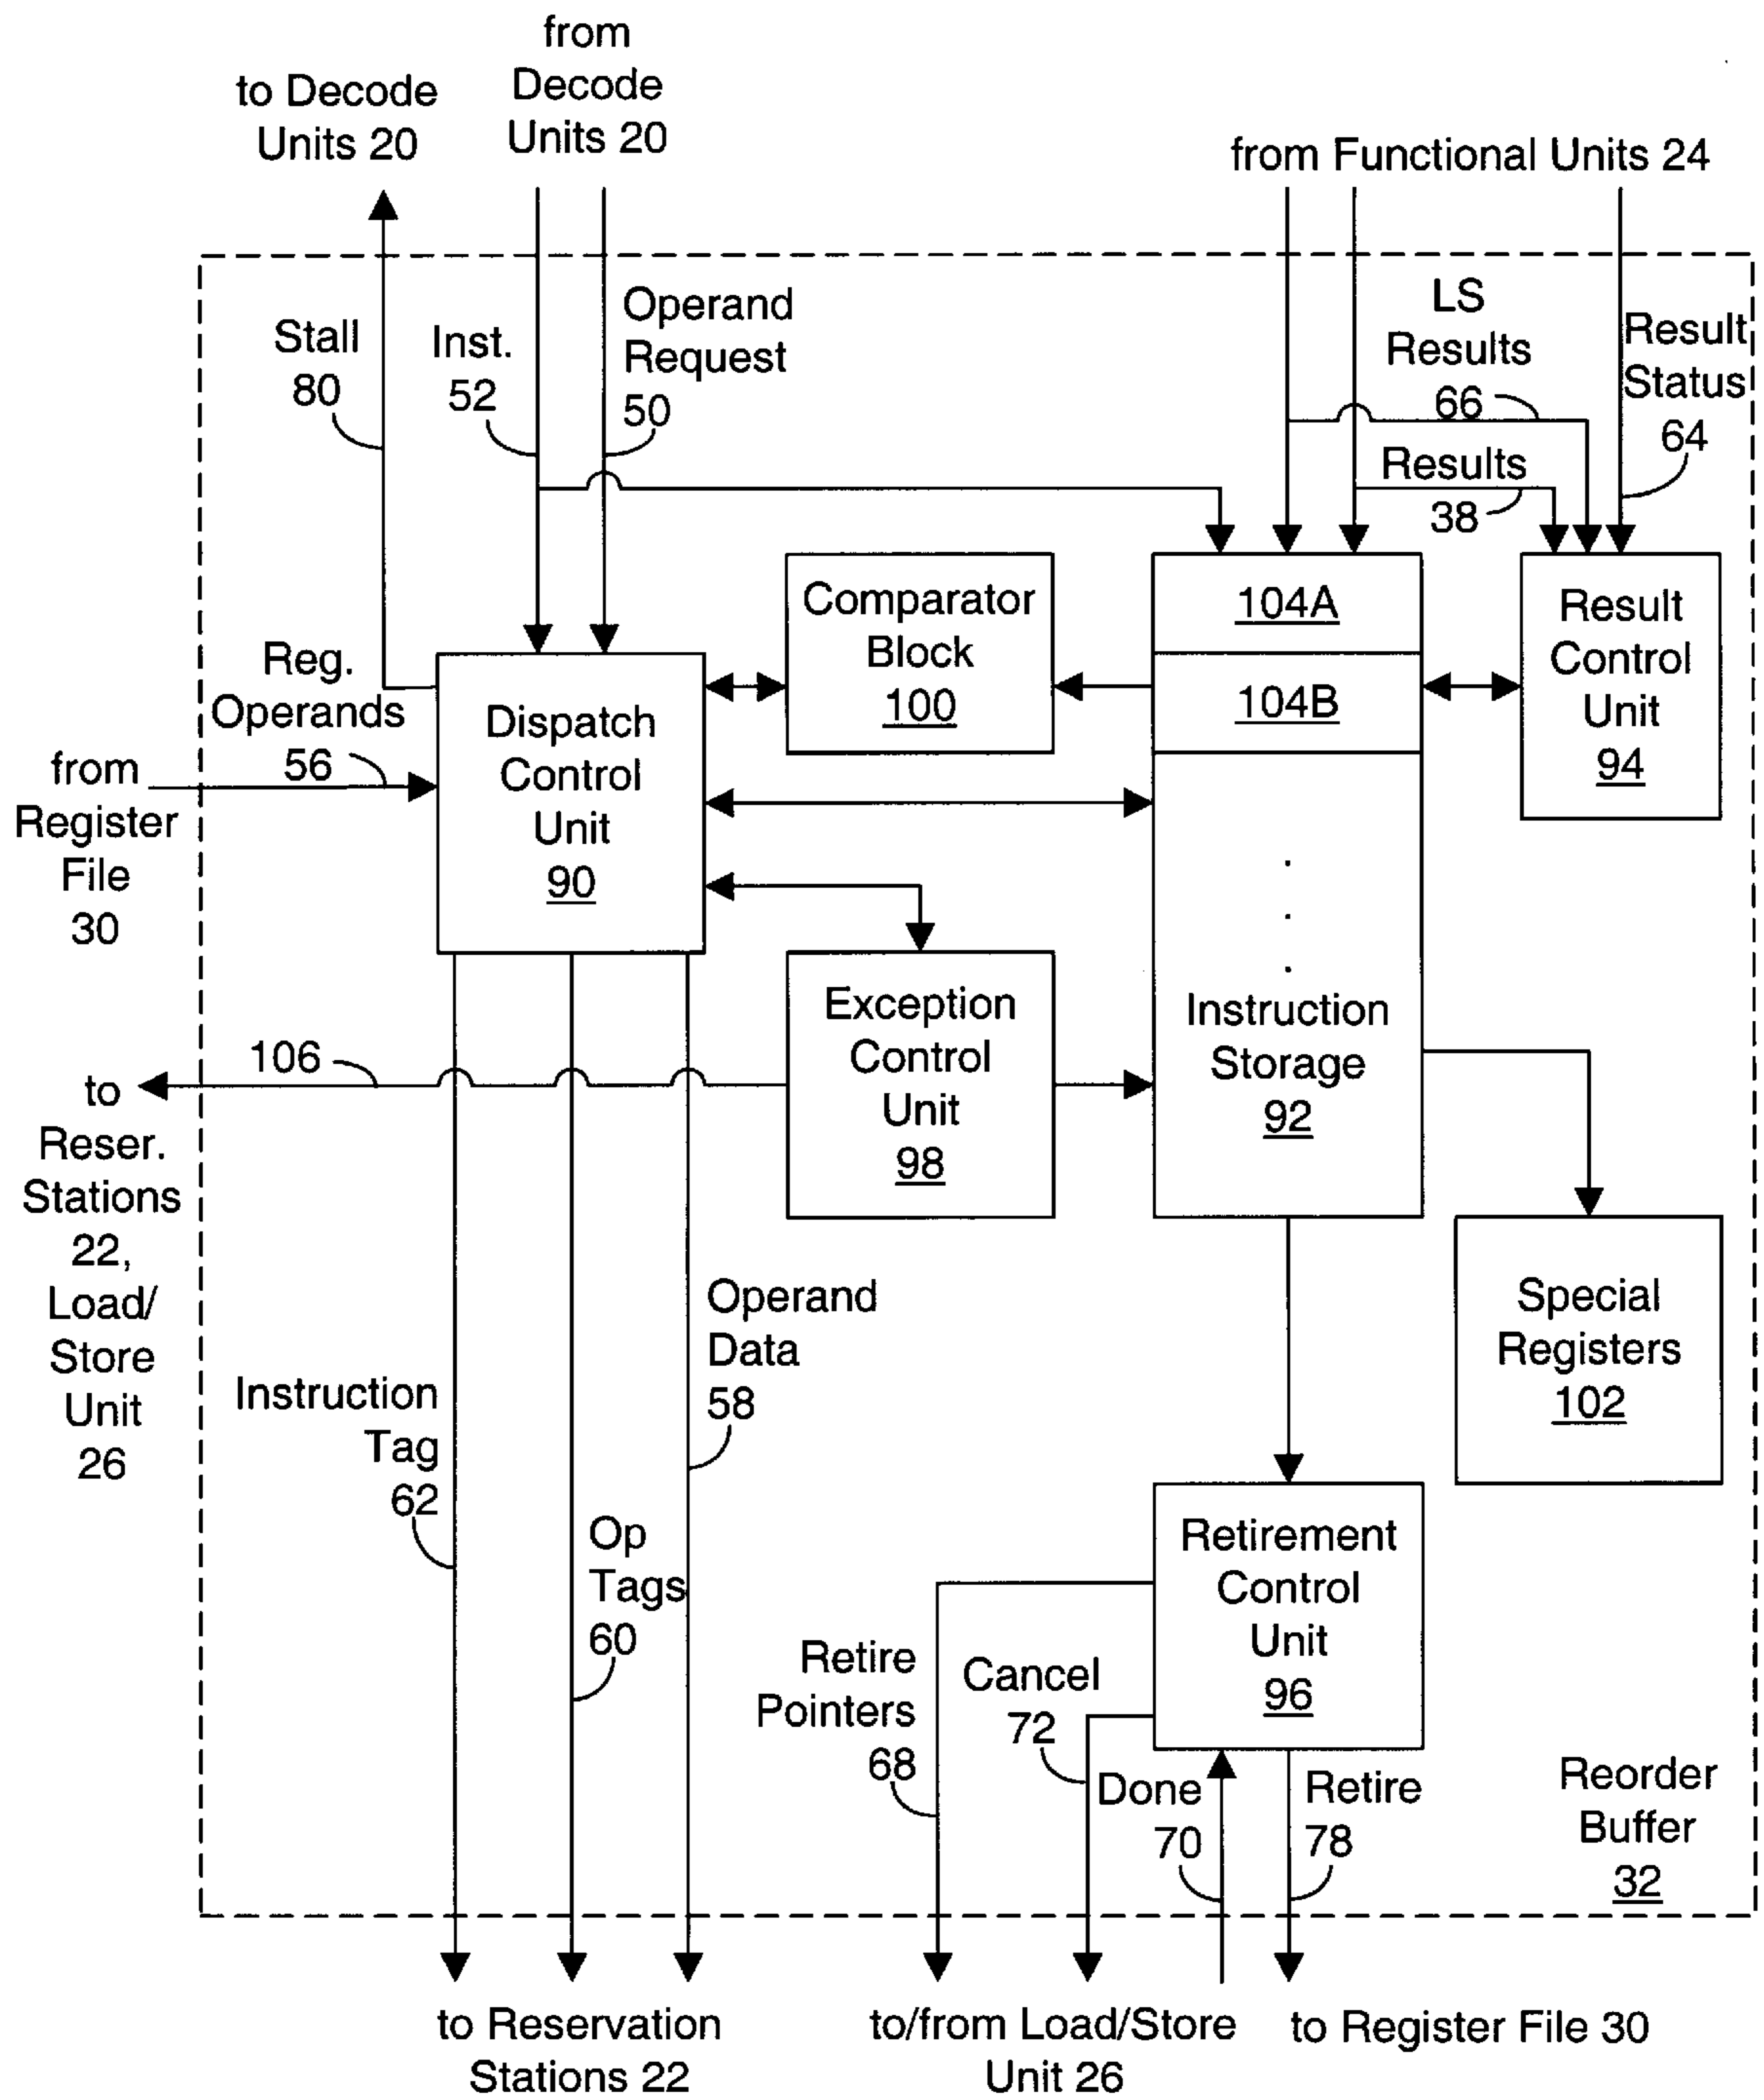 from
Decode
Units 20
to Decode
Units 20
from Functional Units 24
Stall
80
Inst.
52
Operand
Request
50
LS
Results
66
Result
Status
64
Results
38
Reg.
Operands
56
from
Register
File
30
Dispatch
Control
Unit
90
Comparator
Block
100
104A
104B
Result
Control
Unit
94
Exception
Control
Unit
98
.
.
.
Instruction
Storage
92
106
to
Reser.
Stations
22,
Load/
Store
Unit
26
Special
Registers
102
Instruction
Tag
62
Op
Tags
60
Operand
Data
58
Retirement
Control
Unit
96
Retire
Pointers
68
Cancel
72
Done
70
Retire
78
Reorder
Buffer
32
to Reservation
Stations 22
to/from Load/Store
Unit 26
to Register File 30